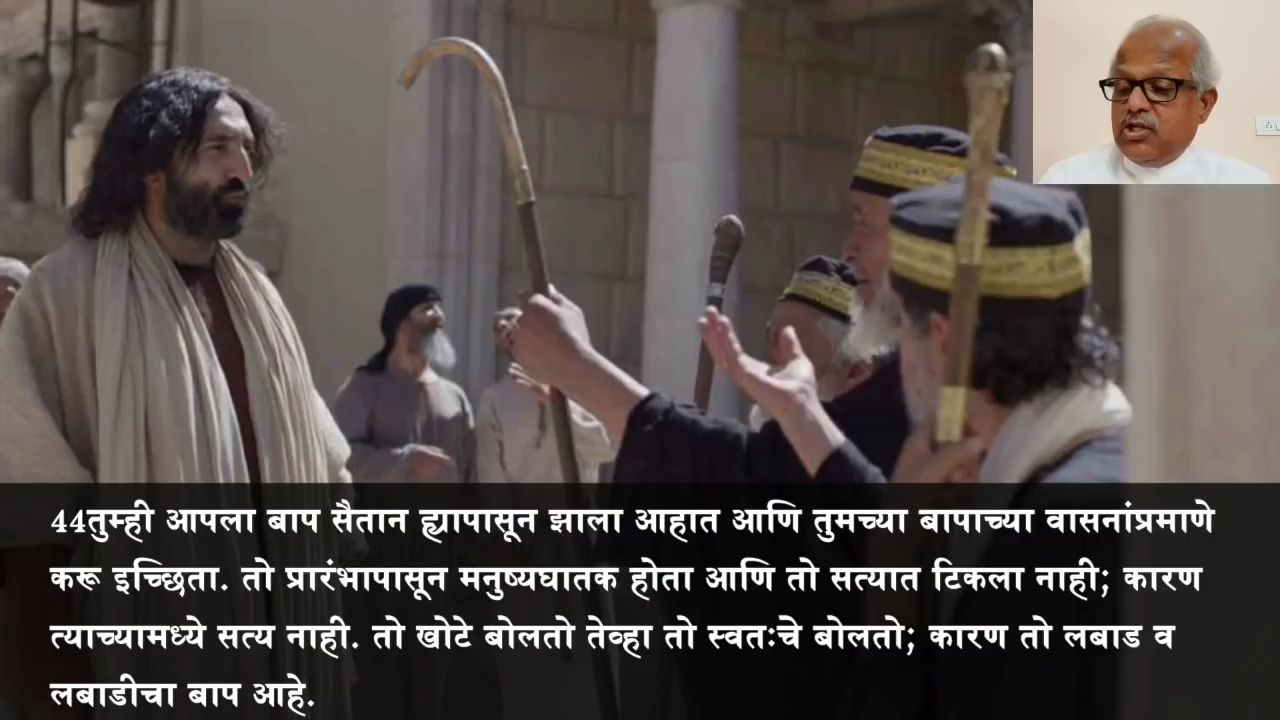 44तुम्ही आपला बाप सैतान ह्यापासून झाला आहात आणि तुमच्या बापाच्या वासनांप्रमाणे
करू इच्छिता. तो प्रारंभापासून मनुष्यघातक होता आणि तो सत्यात टिकला नाही; कारण
त्याच्यामध्ये सत्य नाही. तो खोटे बोलतो तेव्हा तो स्वतःचे बोलतो; कारण तो लबाड व
लबाडीचा बाप आहे.